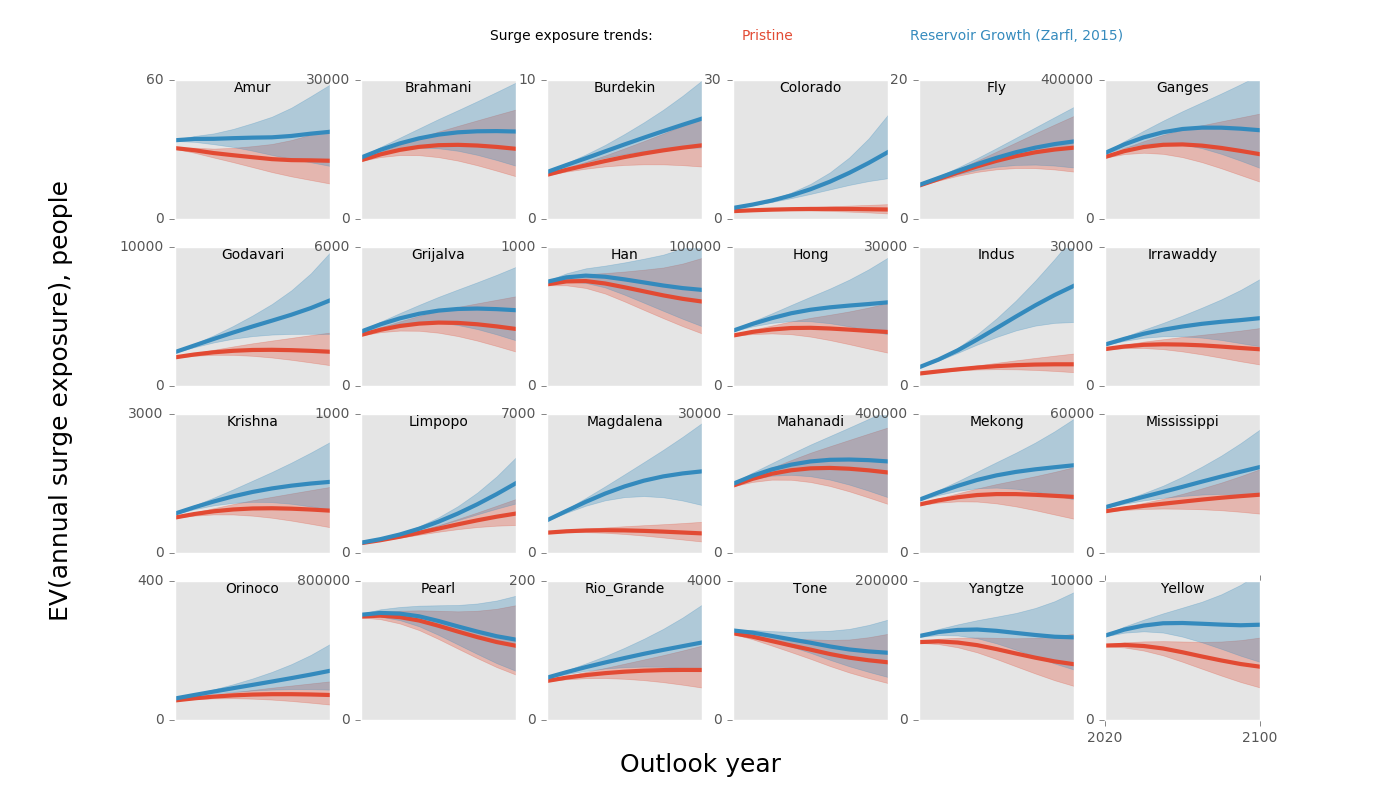 Surge exposure trends: Pristine Reservoir Growth (Zarfl, 2015)
60 30000 10 30 20 400000
Amur Brahmani Burdekin Colorado Fly Ganges
0 0 0 0 0 0
10000 6000 1000 100000 30000 30000
Godavari Grijalva Han Hong Indus Irrawaddy
0 0 0 0 0 0
3000 1000 7000 30000 400000 60000
Krishna Limpopo Magdalena Mahanadi Mekong Mississippi
0 0 0 0 0 0
400 800000 200 4000 200000 10000
Orinoco Pearl Rio_Grande Tone Yangtze Yellow
0 0 0 0 0 0
2020 2100
EV(annual surge exposure), people
Outlook year